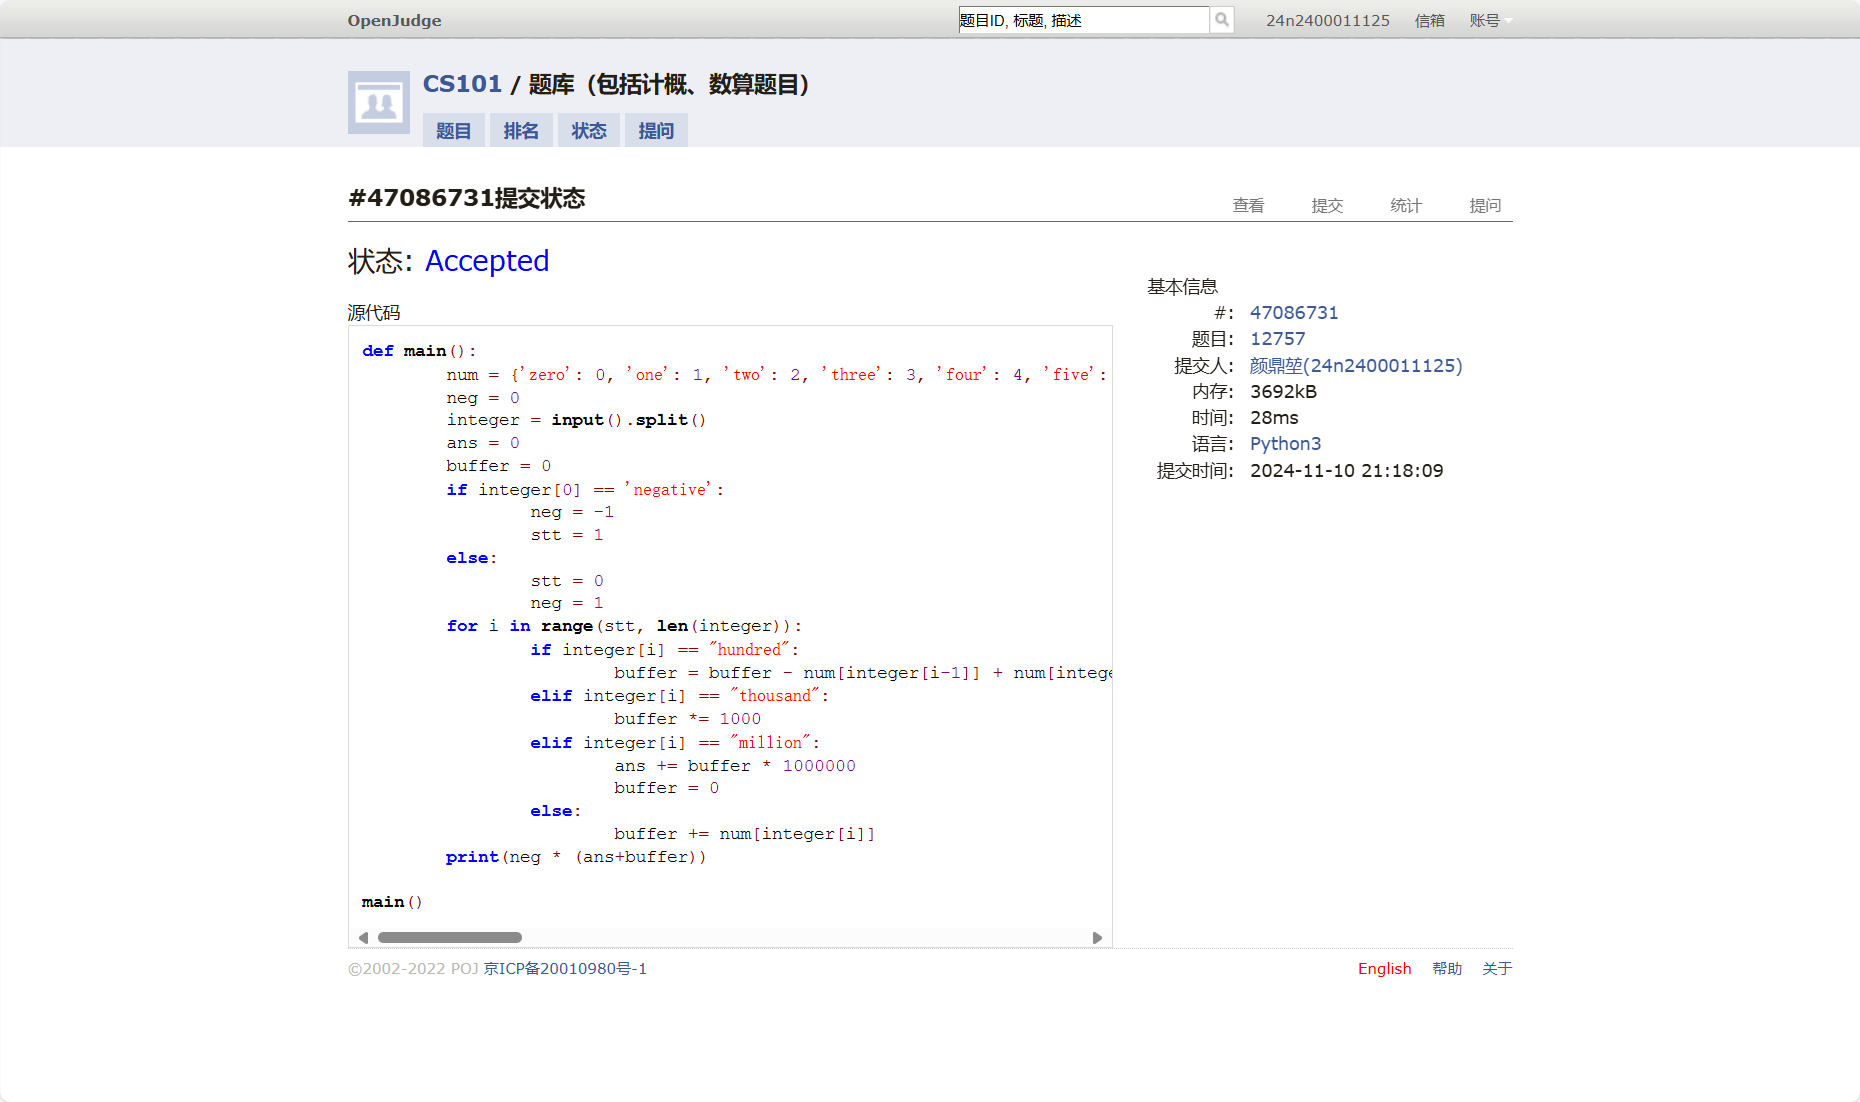 OpenJudge
题目ID, 标题, 描述
24n2400011125 信箱 账号
CS101 / 题库（包括计概、数算题目）
题目 排名 状态 提问
#47086731提交状态
查看 提交 统计 提问
状态: Accepted
基本信息
#: 47086731
题目: 12757
提交人: 颜鼎堃(24n2400011125)
内存: 3692kB
时间: 28ms
语言: Python3
提交时间: 2024-11-10 21:18:09
源代码
def main():
        num = {'zero': 0, 'one': 1, 'two': 2, 'three': 3, 'four': 4, 'five':
        neg = 0
        integer = input().split()
        ans = 0
        buffer = 0
        if integer[0] == 'negative':
                neg = -1
                stt = 1
        else:
                stt = 0
                neg = 1
        for i in range(stt, len(integer)):
                if integer[i] == "hundred":
                        buffer = buffer - num[integer[i-1]] + num[intege
                elif integer[i] == "thousand":
                        buffer *= 1000
                elif integer[i] == "million":
                        ans += buffer * 1000000
                        buffer = 0
                else:
                        buffer += num[integer[i]]
        print(neg * (ans+buffer))
main()
©2002-2022 POJ 京ICP备20010980号-1
English 帮助 关于